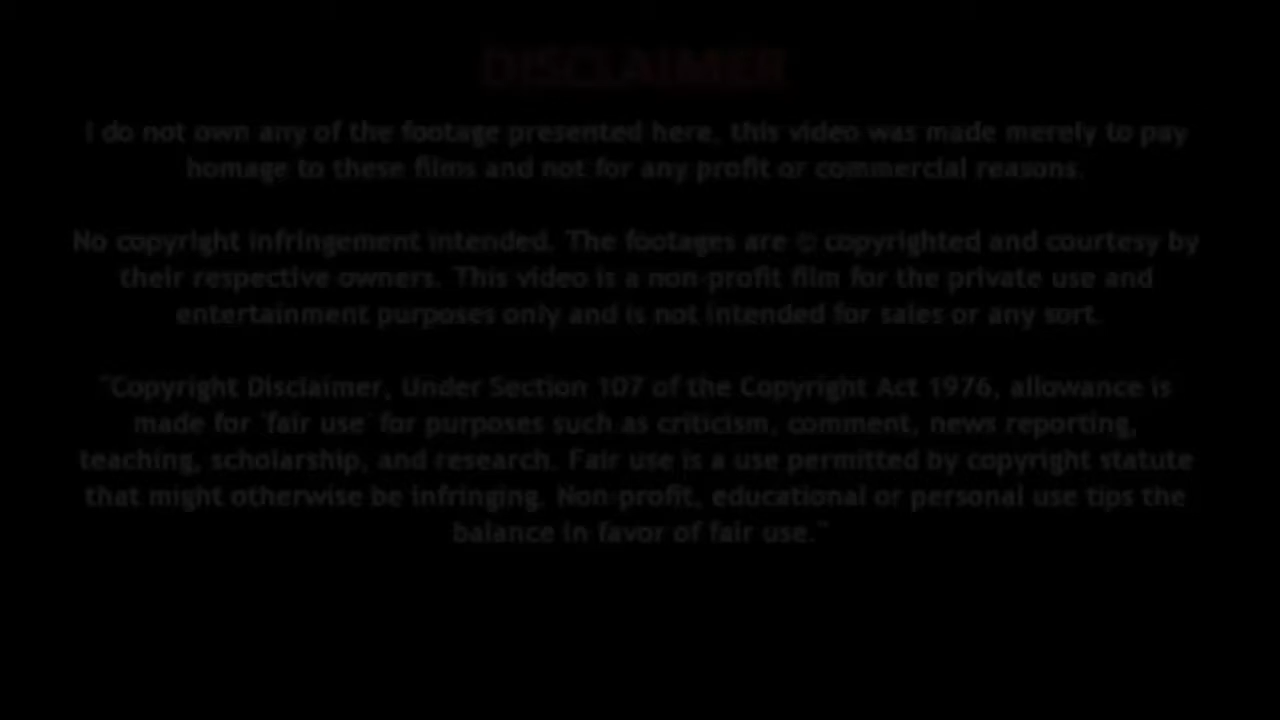 DISCLAIMER
I do not own any of the footage presented here, this video was made merely to pay
homage to these films and not for any profit or commercial reasons.
No copyright infringement intended. The footages are © copyrighted and courtesy by
their respective owners. This video is a non-profit film for the private use and
entertainment purposes only and is not intended for sales or any sort.
"Copyright Disclaimer, Under Section 107 of the Copyright Act 1976, allowance is
made for 'fair use' for purposes such as criticism, comment, news reporting,
teaching, scholarship, and research. Fair use is a use permitted by copyright statute
that might otherwise be infringing. Non-profit, educational or personal use tips the
balance in favor of fair use."